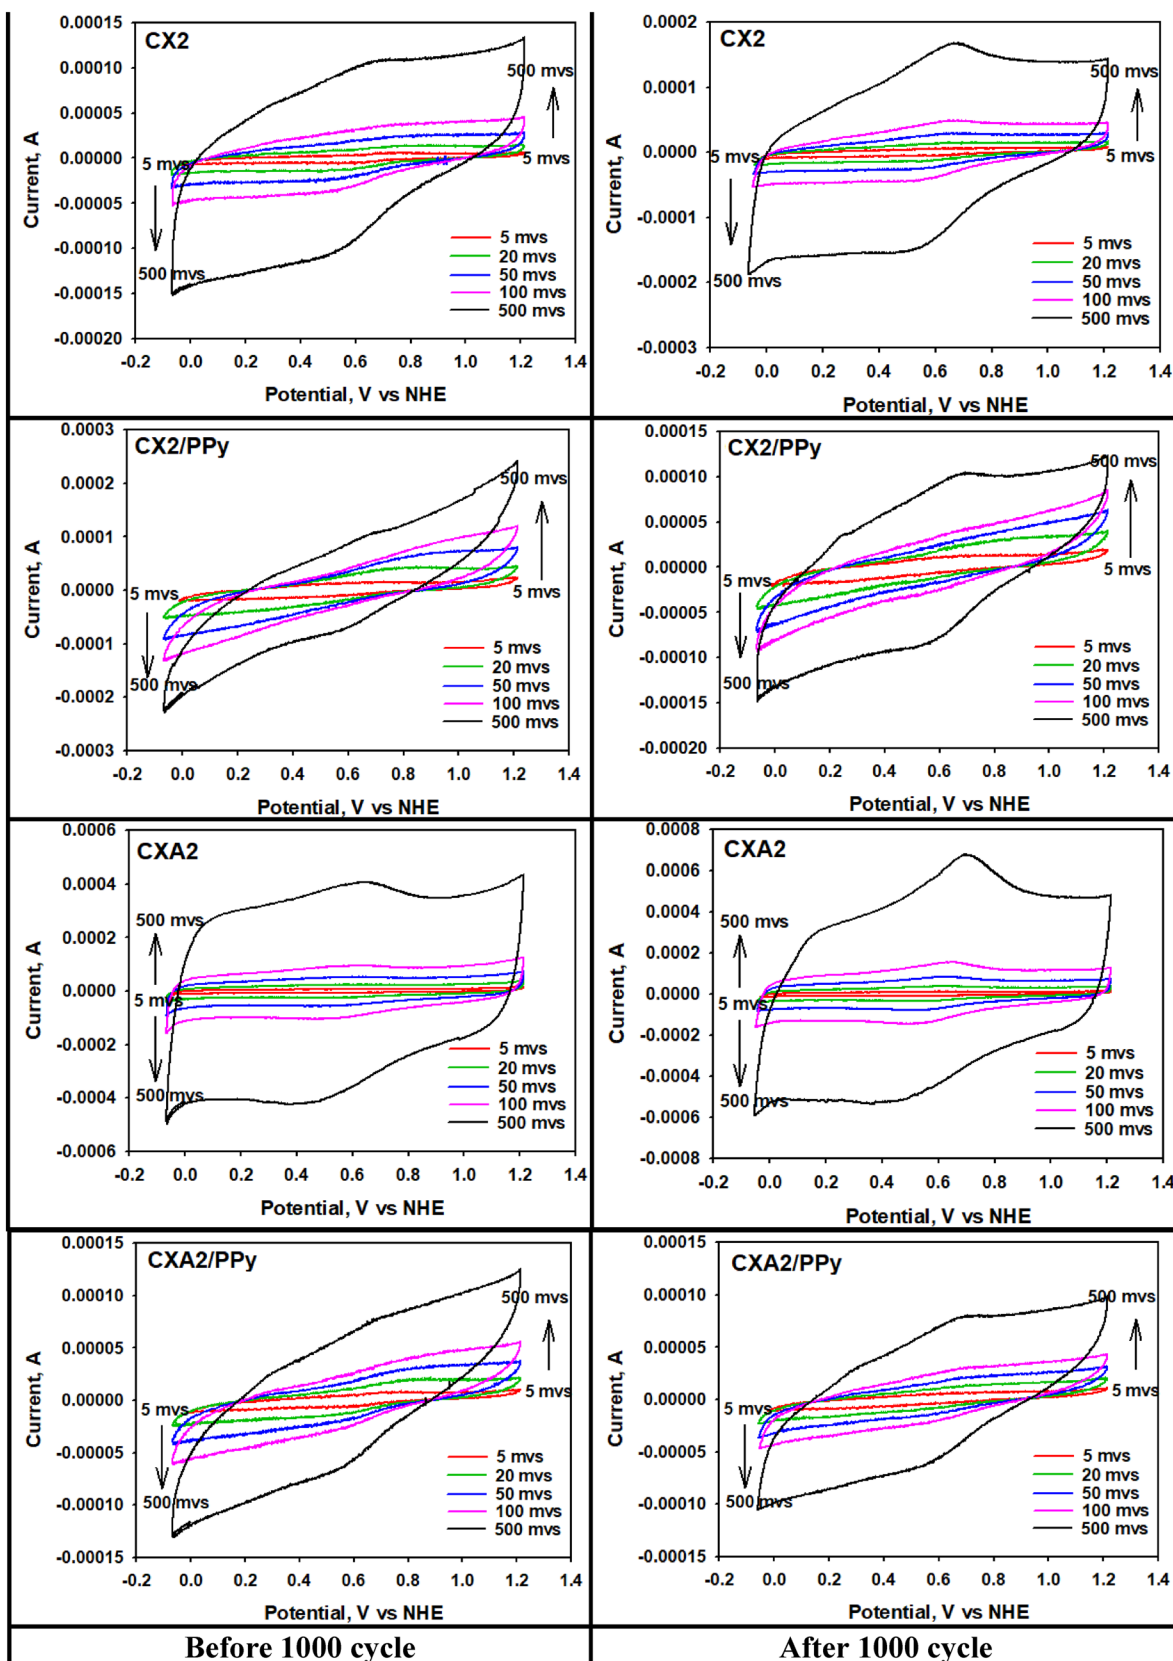 CX2
Current, A
0.00015
0.00010
0.00005
0.00000
-0.00005
-0.00010
-0.00015
-0.00020
500 mvs
5 mvs
5 mvs
500 mvs
5 mvs
20 mvs
50 mvs
100 mvs
500 mvs
-0.2 0.0 0.2 0.4 0.6 0.8 1.0 1.2 1.4
Potential, V vs NHE
CX2
Current, A
0.0002
0.0001
0.0000
-0.0001
-0.0002
-0.0003
500 mvs
5 mvs
5 mvs
500 mvs
5 mvs
20 mvs
50 mvs
100 mvs
500 mvs
-0.2 0.0 0.2 0.4 0.6 0.8 1.0 1.2 1.4
Potential, V vs NHE
CX2/PPy
Current, A
0.0003
0.0002
0.0001
0.0000
-0.0001
-0.0002
-0.0003
500 mvs
5 mvs
5 mvs
500 mvs
5 mvs
20 mvs
50 mvs
100 mvs
500 mvs
-0.2 0.0 0.2 0.4 0.6 0.8 1.0 1.2 1.4
Potential, V vs NHE
CX2/PPy
Current, A
0.00015
0.00010
0.00005
0.00000
-0.00005
-0.00010
-0.00015
-0.00020
500 mvs
5 mvs
5 mvs
500 mvs
5 mvs
20 mvs
50 mvs
100 mvs
500 mvs
-0.2 0.0 0.2 0.4 0.6 0.8 1.0 1.2 1.4
Potential, V vs NHE
CXA2
Current, A
0.0006
0.0004
0.0002
0.0000
-0.0002
-0.0004
-0.0006
500 mvs
5 mvs
500 mvs
5 mvs
20 mvs
50 mvs
100 mvs
500 mvs
-0.2 0.0 0.2 0.4 0.6 0.8 1.0 1.2 1.4
Potential, V vs NHE
CXA2
Current, A
0.0008
0.0006
0.0004
0.0002
0.0000
-0.0002
-0.0004
-0.0006
-0.0008
500 mvs
5 mvs
500 mvs
5 mvs
20 mvs
50 mvs
100 mvs
500 mvs
-0.2 0.0 0.2 0.4 0.6 0.8 1.0 1.2 1.4
Potential, V vs NHE
CXA2/PPy
Current, A
0.00015
0.00010
0.00005
0.00000
-0.00005
-0.00010
-0.00015
500 mvs
5 mvs
5 mvs
500 mvs
5 mvs
20 mvs
50 mvs
100 mvs
500 mvs
-0.2 0.0 0.2 0.4 0.6 0.8 1.0 1.2 1.4
Potential, V vs NHE
CXA2/PPy
Current, A
0.00015
0.00010
0.00005
0.00000
-0.00005
-0.00010
-0.00015
500 mvs
5 mvs
5 mvs
500 mvs
5 mvs
20 mvs
50 mvs
100 mvs
500 mvs
-0.2 0.0 0.2 0.4 0.6 0.8 1.0 1.2 1.4
Potential, V vs NHE
Before 1000 cycle
After 1000 cycle